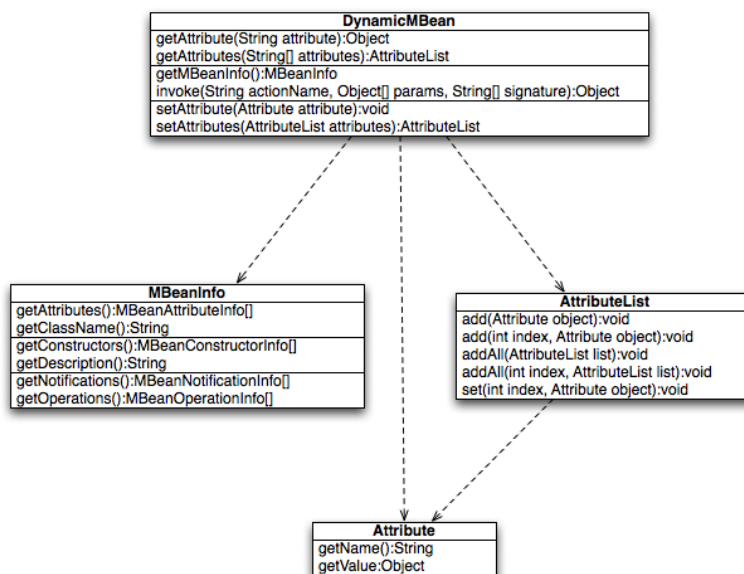 DynamicMBean
getAttribute(String attribute):Object
getAttributes(String[] attributes):AttributeList
getMBeanInfo():MBeanInfo
invoke(String actionName, Object[] params, String[] signature):Object
setAttribute(Attribute attribute):void
setAttributes(AttributeList attributes):AttributeList
MBeanInfo
getAttributes():MBeanAttributeInfo[]
getClassName():String
getConstructors():MBeanConstructorInfo[]
getDescription():String
getNotifications():MBeanNotificationInfo[]
getOperations():MBeanOperationInfo[]
AttributeList
add(Attribute object):void
add(int index, Attribute object):void
addAll(AttributeList list):void
addAll(int index, AttributeList list):void
set(int index, Attribute object):void
Attribute
getName():String
getValue:Object